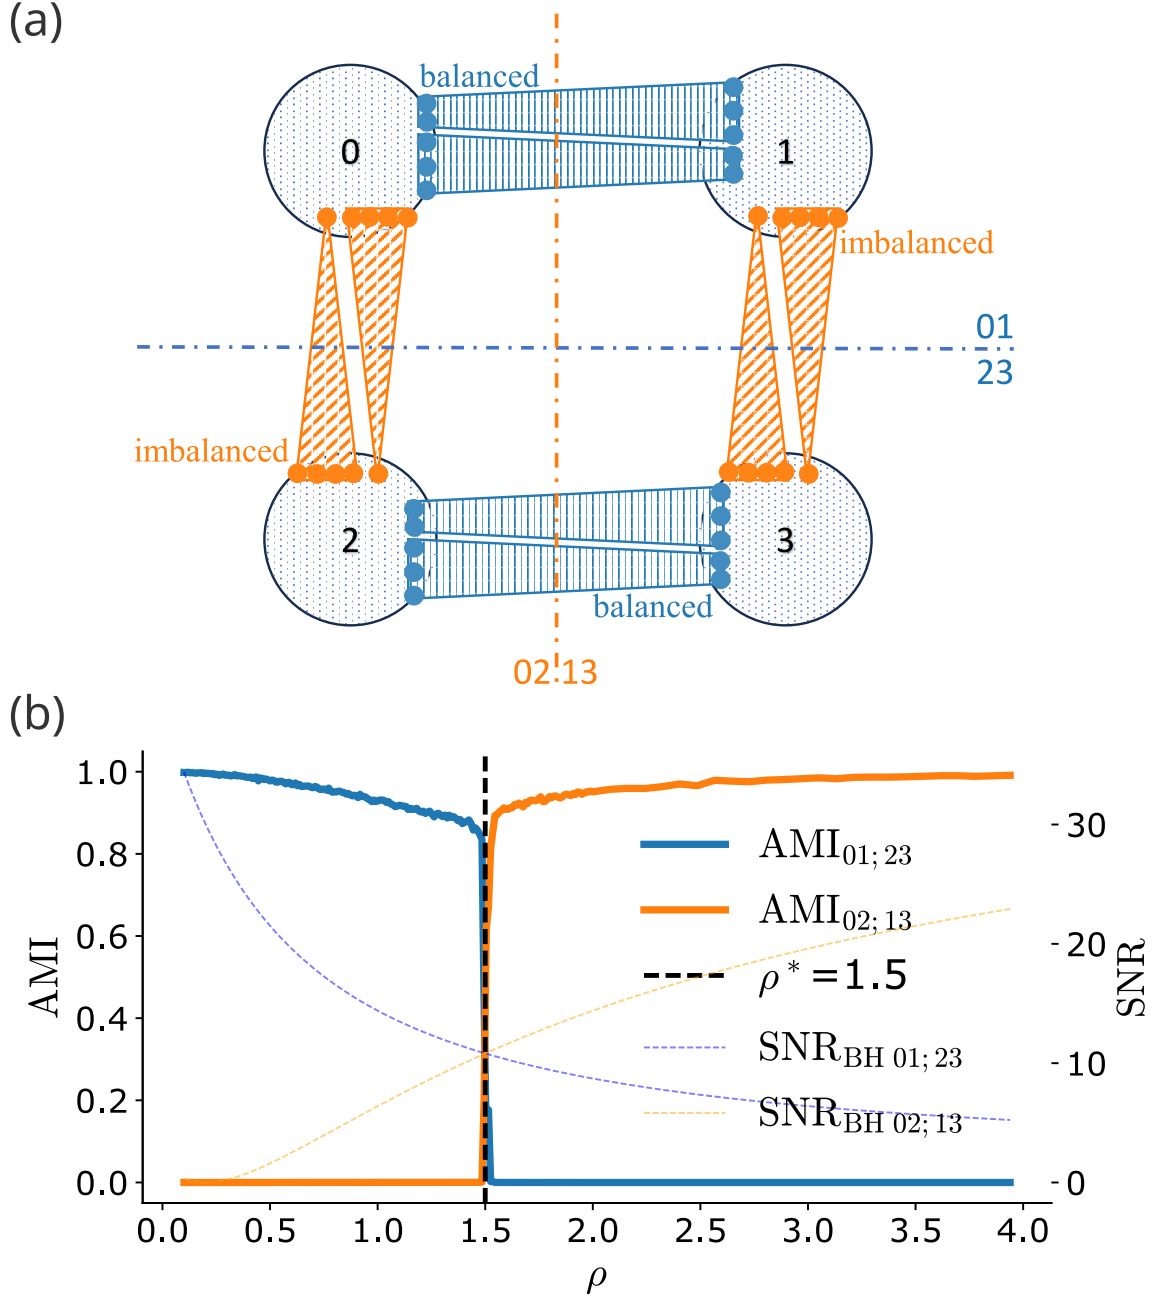 (a)
balanced
0
1
imbalanced
01
23
imbalanced
2
3
balanced
02:13
(b)
1.0
0.8
0.6
0.4
0.2
0.0
AMI
30
20
10
0
SNR
AMI01; 23
AMI02; 13
ρ* = 1.5
SNRBH 01; 23
SNRBH 02; 13
0.0 0.5 1.0 1.5 2.0 2.5 3.0 3.5 4.0
ρ